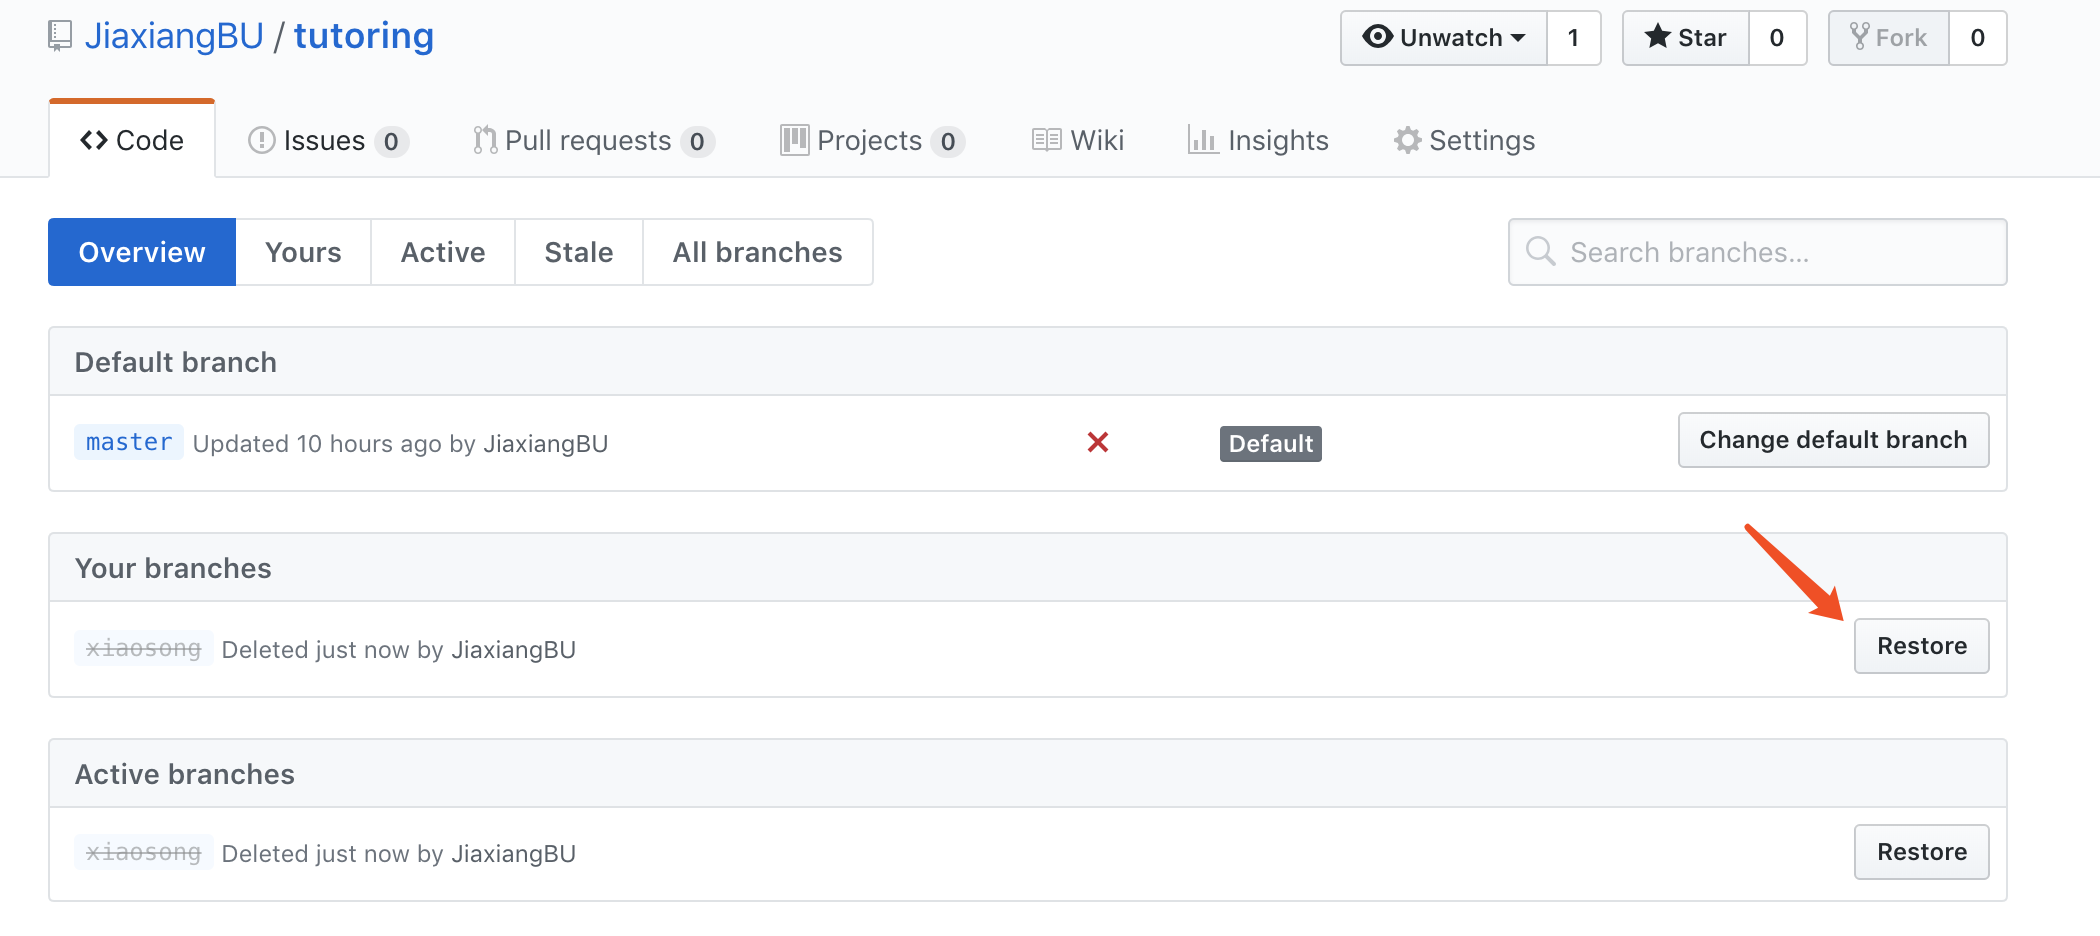 JiaxiangBU / tutoring
Unwatch 1 Star 0 Fork 0
Code Issues 0 Pull requests 0 Projects 0 Wiki Insights Settings
Overview Yours Active Stale All branches Search branches...
Default branch
master Updated 10 hours ago by JiaxiangBU Default Change default branch
Your branches
xiaosong Deleted just now by JiaxiangBU Restore
Active branches
xiaosong Deleted just now by JiaxiangBU Restore